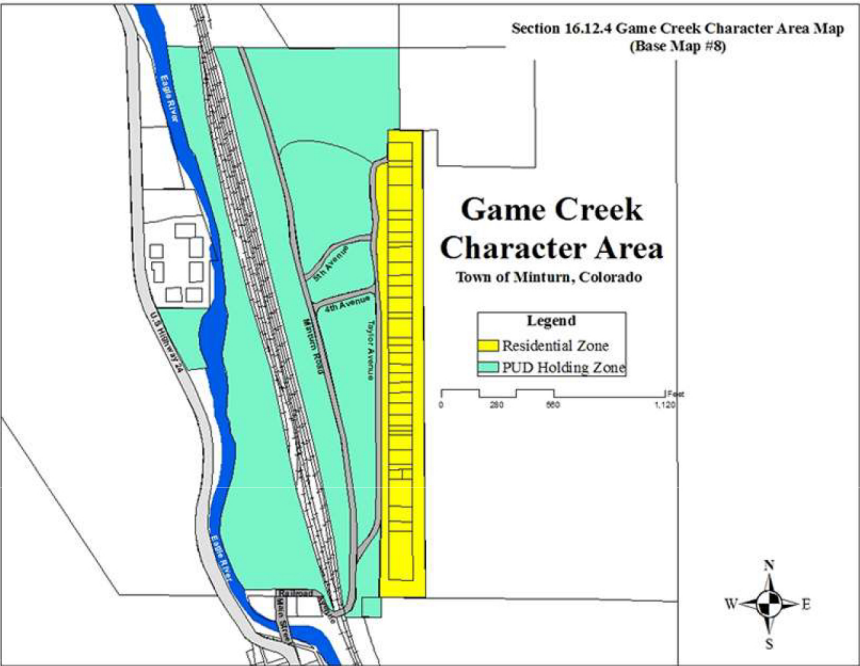 Section 16.12.4 Game Creek Character Area Map
(Base Map #8)
Eagle River
Game Creek
Character Area
Town of Minturn, Colorado
5th Avenue
4th Avenue
Legend
Residential Zone
PUD Holding Zone
U.S Highway 24
Minturn Road
Taylor Avenue
Feet
0 280 560 1,120
Eagle River
Railroad
Avenue
Main Street
N
W E
S